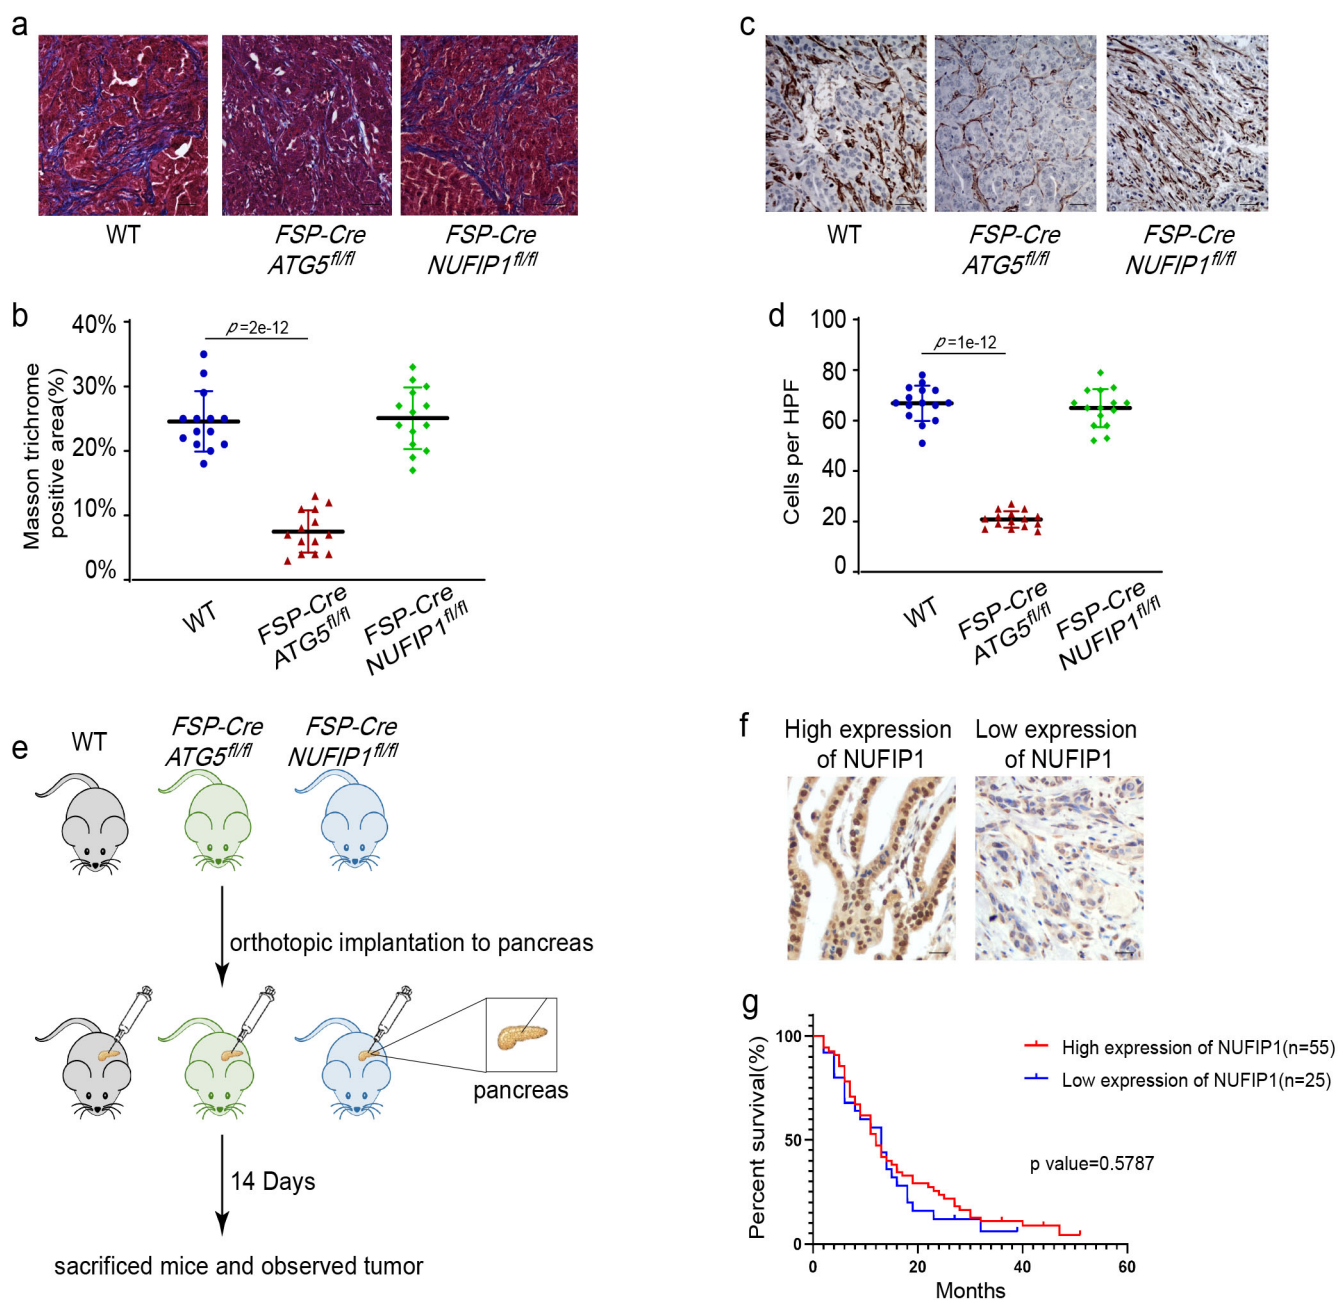 a
WT
FSP-Cre
ATG5fl/fl
FSP-Cre
NUFIP1fl/fl
c
WT
FSP-Cre
ATG5fl/fl
FSP-Cre
NUFIP1fl/fl
b
Masson trichrome
positive area(%)
40%
30%
20%
10%
0%
p=2e-12
WT
FSP-Cre
ATG5fl/fl
FSP-Cre
NUFIP1fl/fl
d
Cells per HPF
100
80
60
40
20
0
p=1e-12
WT
FSP-Cre
ATG5fl/fl
FSP-Cre
NUFIP1fl/fl
e
WT
FSP-Cre
ATG5fl/fl
FSP-Cre
NUFIP1fl/fl
orthotopic implantation to pancreas
pancreas
14 Days
sacrificed mice and observed tumor
f
High expression
of NUFIP1
Low expression
of NUFIP1
g
Percent survival(%)
100
50
0
High expression of NUFIP1(n=55)
Low expression of NUFIP1(n=25)
p value=0.5787
0
20
40
60
Months